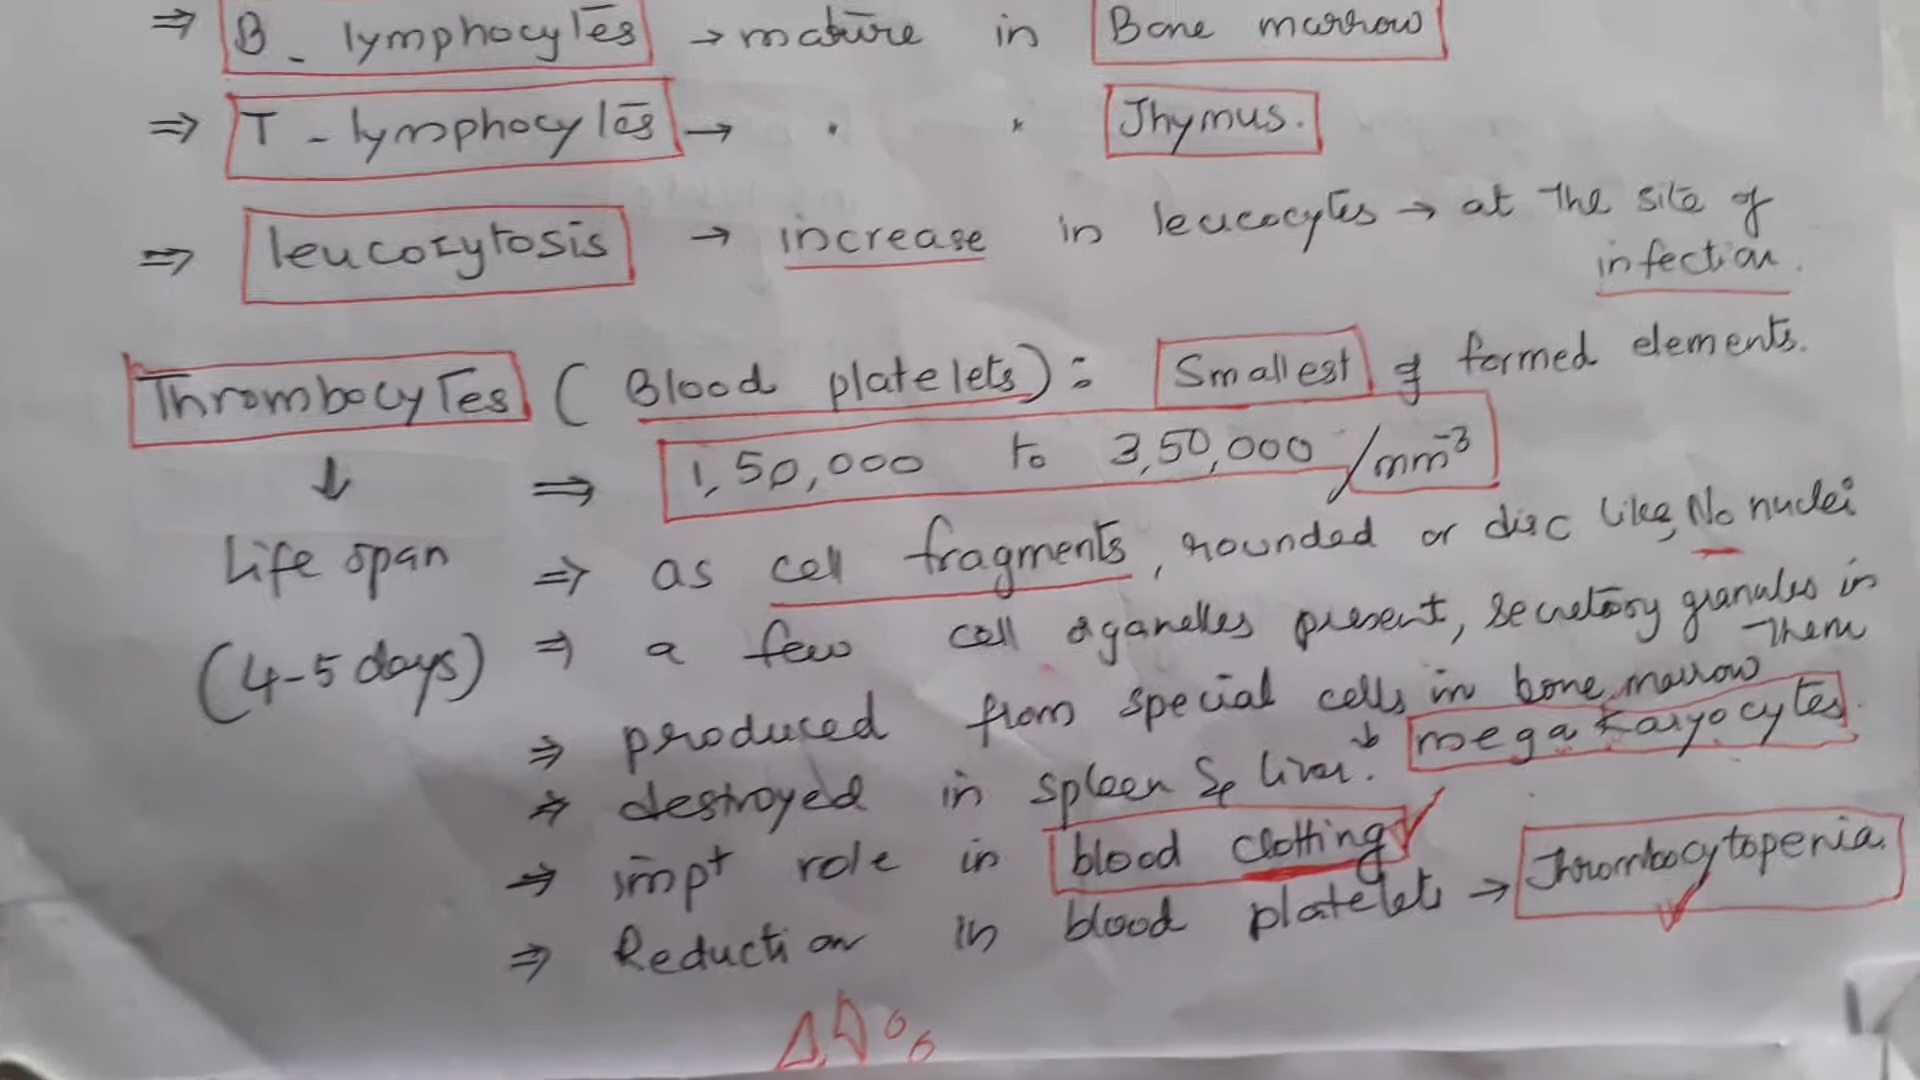 ⇒ B - lymphocytes → mature in Bone marrow
⇒ T - lymphocytes → " " Thymus.
⇒ leucocytosis → increase in leucocytes → at the site of
infection.
Thrombocytes (Blood platelets): Smallest of formed elements.
↓ ⇒ 1,50,000 to 3,50,000 /mm-3
Life span ⇒ as cell fragments, rounded or disc like, No nuclei
(4-5 days) ⇒ a few cell organelles present, secretory granules in
them
⇒ produced from special cells in bone marrow
↓ mega karyocytes.
⇒ destroyed in spleen & liver.
⇒ impt role in blood clotting ✓
⇒ Reduction in blood platelets → Thrombocytopenia.